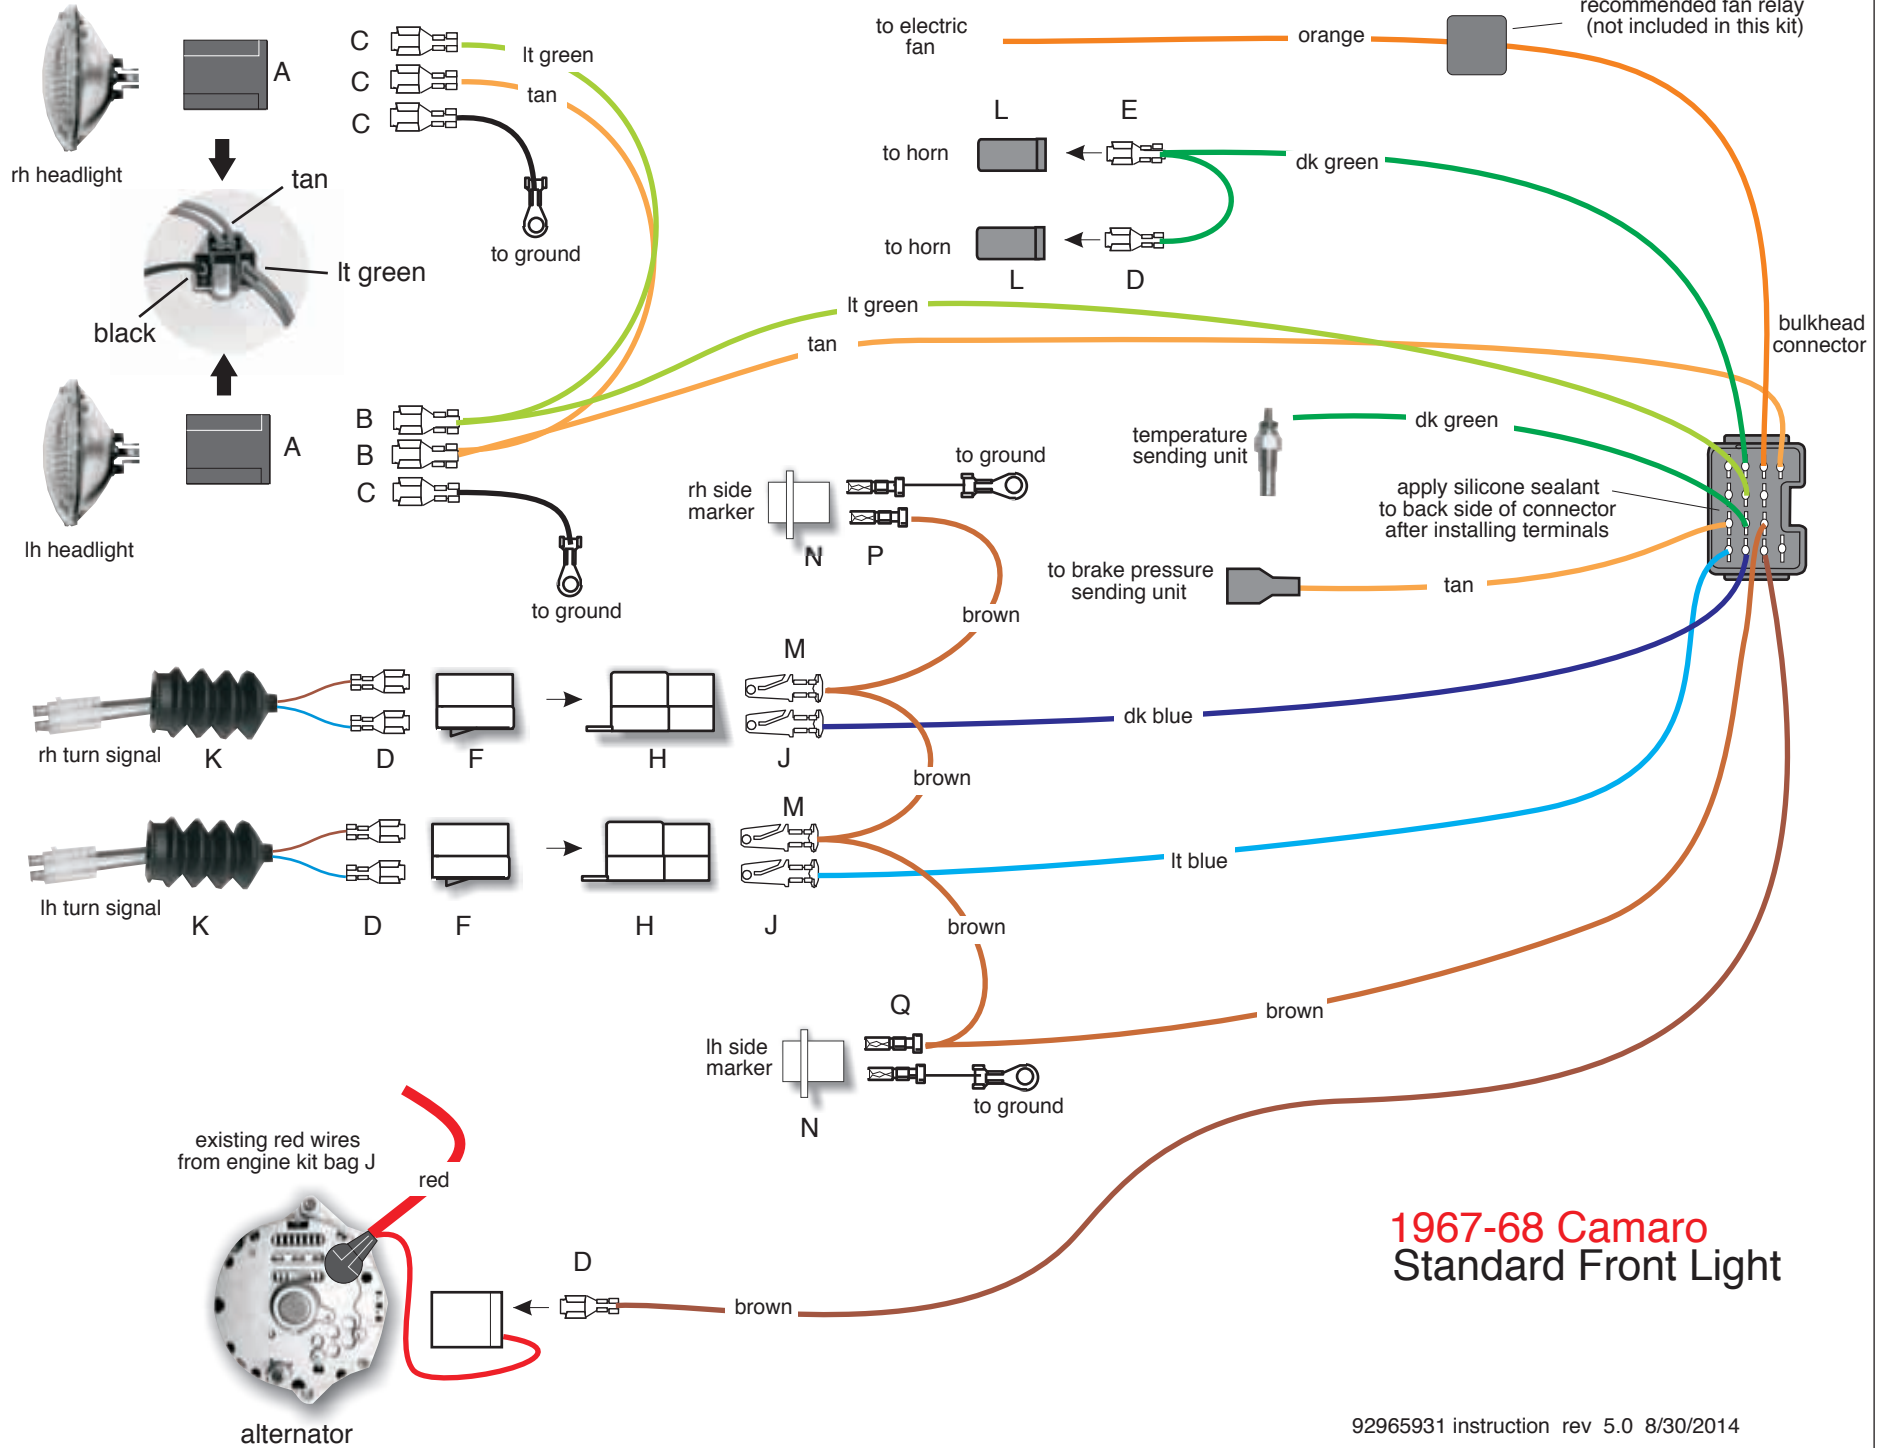 recommended fan relay
(not included in this kit)
to electric
fan
orange
C
lt green
A
C
tan
C
rh headlight
L
E
to horn
dk green
to horn
L
D
to ground
tan
lt green
black
lt green
tan
bulkhead
connector
B
A
B
C
lh headlight
to ground
temperature
sending unit
dk green
to ground
rh side
marker
N
P
apply silicone sealant
to back side of connector
after installing terminals
to brake pressure
sending unit
tan
brown
M
rh turn signal
K
D
F
H
J
dk blue
brown
M
lh turn signal
K
D
F
H
J
lt blue
brown
Q
brown
lh side
marker
N
to ground
existing red wires
from engine kit bag J
red
D
brown
alternator
1967-68 Camaro
Standard Front Light
92965931 instruction rev 5.0 8/30/2014